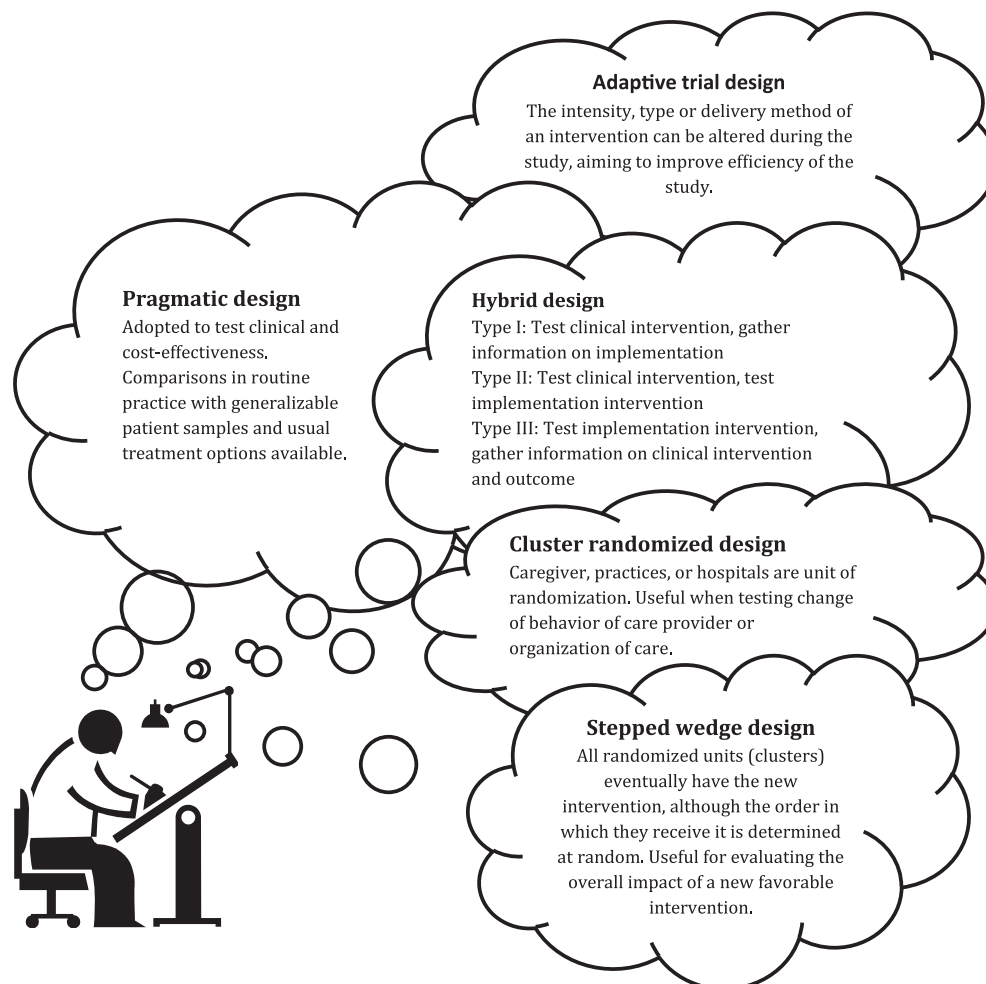 Adaptive trial design
The intensity, type or delivery method of
an intervention can be altered during the
study, aiming to improve efficiency of the
study.
Pragmatic design
Adopted to test clinical and
cost-effectiveness.
Comparisons in routine
practice with generalizable
patient samples and usual
treatment options available.
Hybrid design
Type I: Test clinical intervention, gather
information on implementation
Type II: Test clinical intervention, test
implementation intervention
Type III: Test implementation intervention,
gather information on clinical intervention
and outcome
Cluster randomized design
Caregiver, practices, or hospitals are unit of
randomization. Useful when testing change
of behavior of care provider or
organization of care.
Stepped wedge design
All randomized units (clusters)
eventually have the new
intervention, although the order in
which they receive it is determined
at random. Useful for evaluating the
overall impact of a new favorable
intervention.